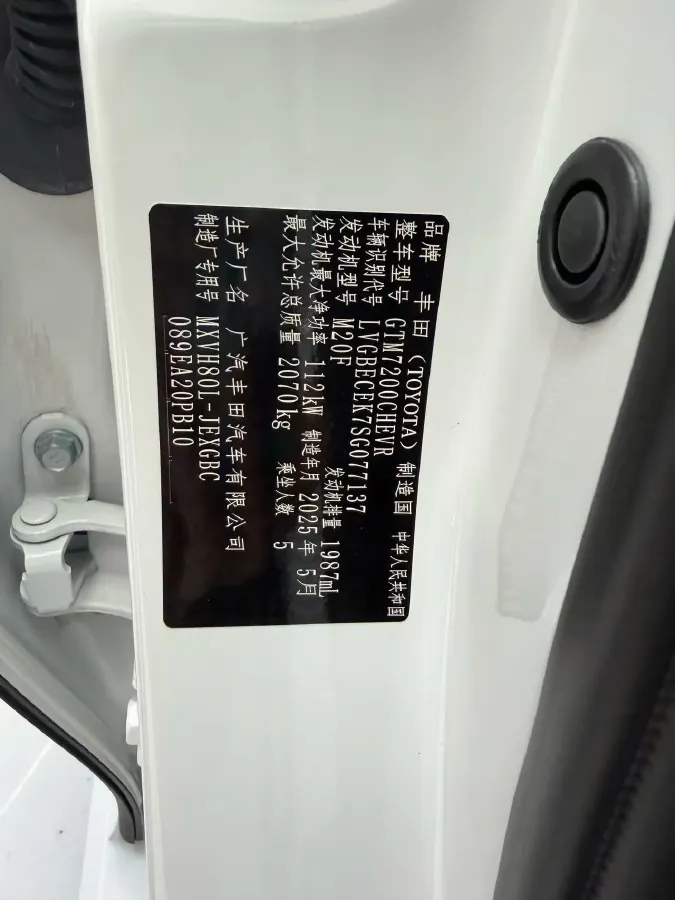 品牌 丰田（TOYOTA） 制造国 中华人民共和国
整车型号 GTM7200CHEVR
车辆识别代号 LVGBECEK7SG077137
发动机型号 M20F 发动机排量 1987mL
发动机最大净功率 112kW 制造年月 2025 年 5月
最大允许总质量 2070kg 乘坐人数 5
生产厂名 广汽丰田汽车有限公司
制造厂专用号 MXVH80L-JEXGBC
089EA20PB10